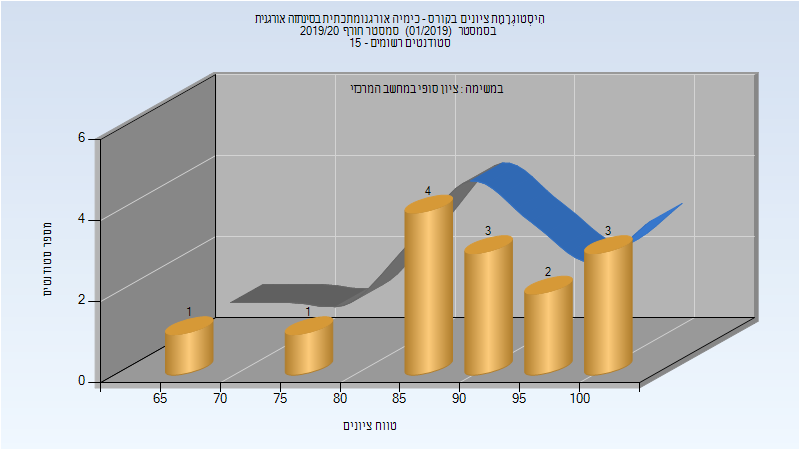 היסטוגרמת ציונים בקורס - כימיה אורגנומתכתית בסינתזה אורגנית
בסמסטר (01/2019) סמסטר חורף 2019/20
סטודנטים רשומים - 15
במשימה : ציון סופי במחשב המרכזי
מספר סטודנטים
6
4
2
0
1
1
4
3
2
3
65 70 75 80 85 90 95 100
טווח ציונים